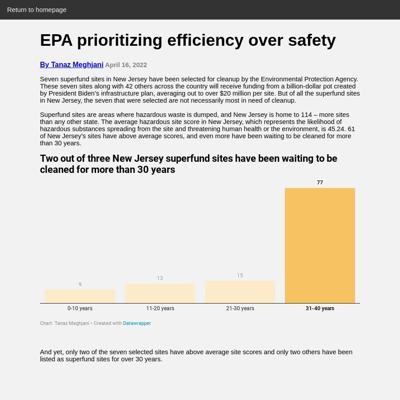 Return to homepage
EPA prioritizing efficiency over safety
By Tanaz Meghjani April 16, 2022
Seven superfund sites in New Jersey have been selected for cleanup by the Environmental Protection Agency.
These seven sites along with 42 others across the country will receive funding from a billion-dollar pot created
by President Biden's infrastructure plan, averaging out to over $20 million per site. But of all the superfund sites
in New Jersey, the seven that were selected are not necessarily most in need of cleanup.
Superfund sites are areas where hazardous waste is dumped, and New Jersey is home to 114 – more sites
than any other state. The average hazardous site score in New Jersey, which represents the likelihood of
hazardous substances spreading from the site and threatening human health or the environment, is 45.24. 61
of New Jersey's sites have above average scores, and even more have been waiting to be cleaned for more
than 30 years.
Two out of three New Jersey superfund sites have been waiting to be
cleaned for more than 30 years
77
15
13
9
0-10 years 11-20 years 21-30 years 31-40 years
Chart: Tanaz Meghjani • Created with Datawrapper
And yet, only two of the seven selected sites have above average site scores and only two others have been
listed as superfund sites for over 30 years.